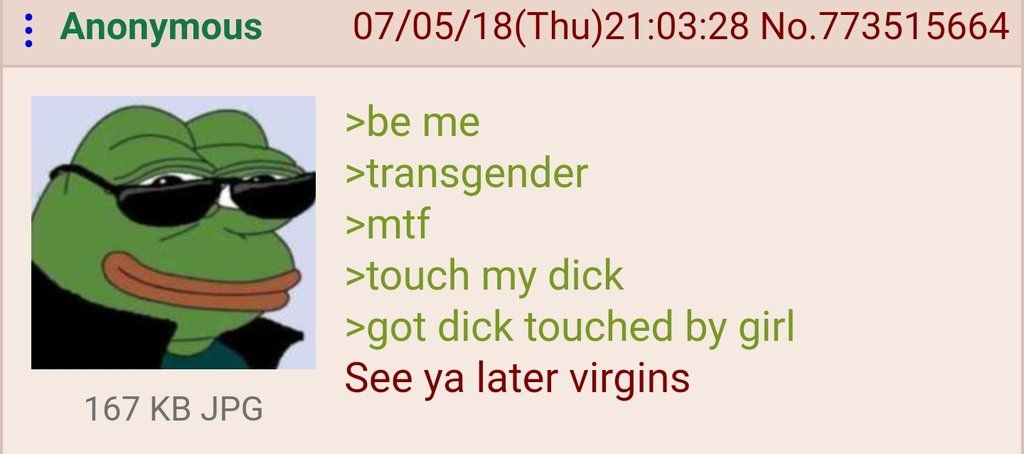 Anonymous 07/05/18(Thu)21:03:28 No.773515664
>be me
>transgender
>mtf
>touch my dick
>got dick touched by girl
See ya later virgins
167 KB JPG